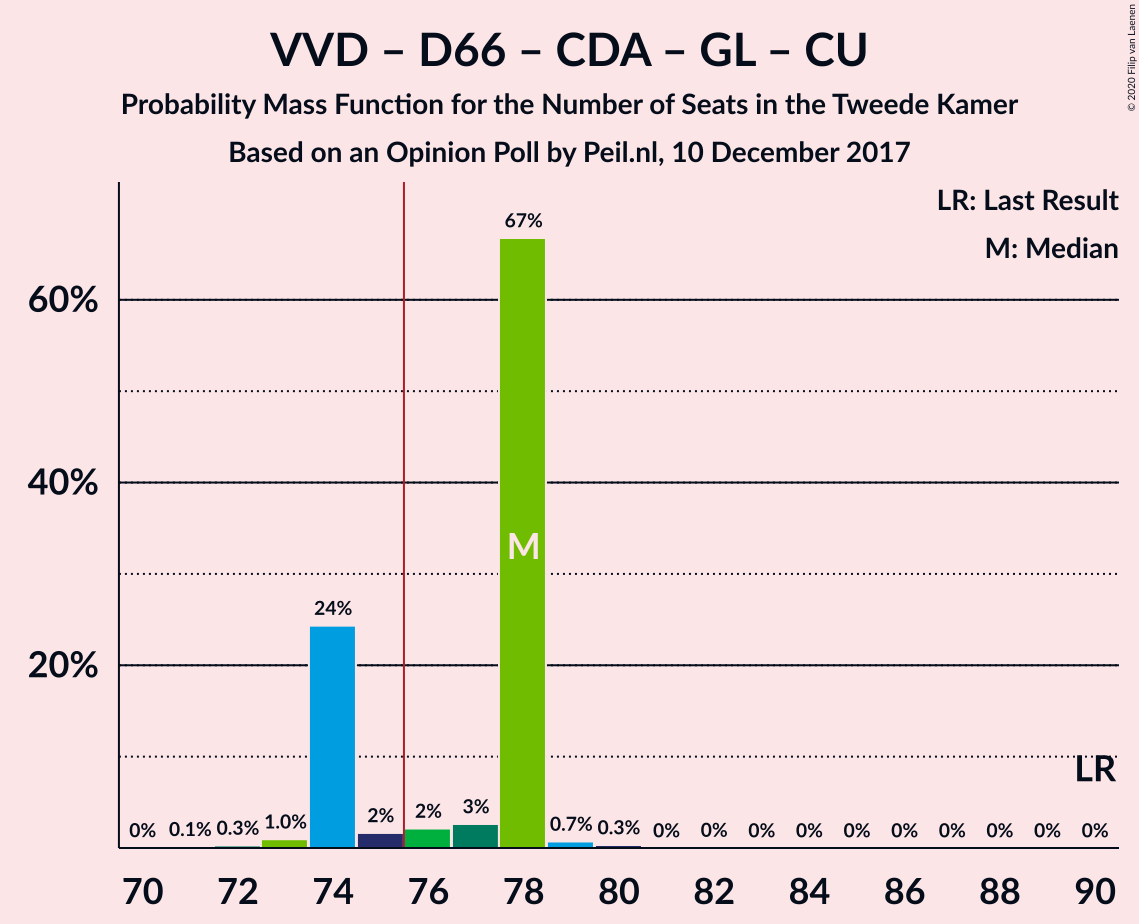 VVD – D66 – CDA – GL – CU
Probability Mass Function for the Number of Seats in the Tweede Kamer
Based on an Opinion Poll by Peil.nl, 10 December 2017
© 2020 Filip van Laenen
LR: Last Result
M: Median
67%
60%
40%
M
24%
20%
LR
0% 0.1% 0.3% 1.0% 2% 2% 3% 0.7% 0.3% 0% 0% 0% 0% 0% 0% 0% 0% 0% 0%
70 72 74 76 78 80 82 84 86 88 90